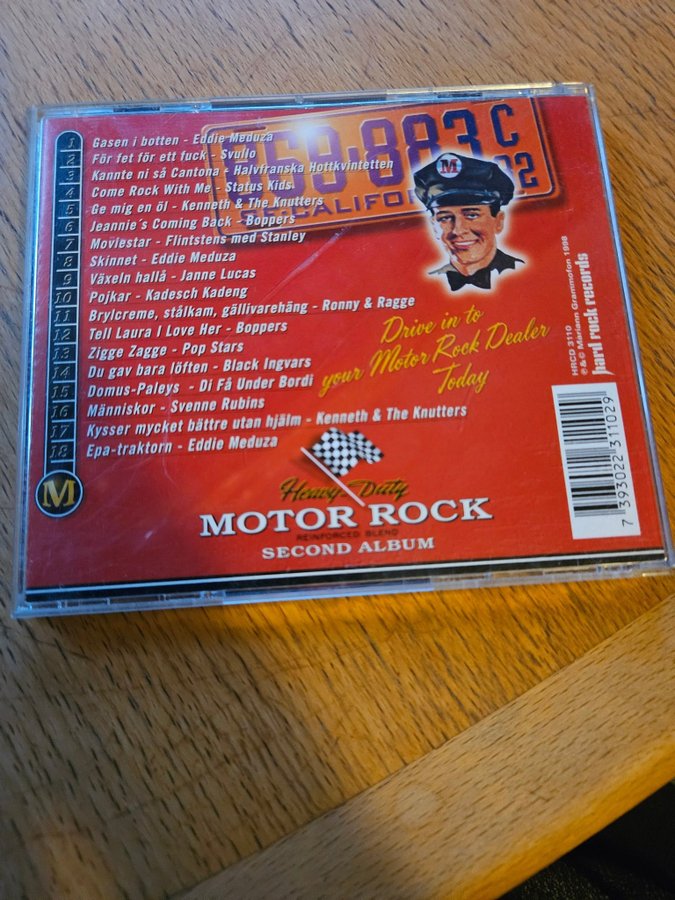 1 Gasen i botten - Eddie Meduza
2 För fet för ett fuck - Svullo
3 Kannte ni så Cantona - Halvfranska Hottkvintetten
4 Come Rock With Me - Status Kids
5 Ge mig en öl - Kenneth & The Knutters
6 Jeannie´s Coming Back - Boppers
7 Moviestar - Flintstens med Stanley
8 Skinnet - Eddie Meduza
9 Växeln hallå - Janne Lucas
10 Pojkar - Kadesch Kadeng
11 Brylcreme, stålkam, gällivarehäng - Ronny & Ragge
12 Tell Laura I Love Her - Boppers
13 Zigge Zagge - Pop Stars
14 Du gav bara löften - Black Ingvars
15 Domus-Paleys - Di Få Under Bordi
16 Människor - Svenne Rubins
17 Kysser mycket bättre utan hjälm - Kenneth & The Knutters
18 Epa-traktorn - Eddie Meduza
M
883 C
CALIFO
M
Drive in to
your Motor Rock Dealer
Today
HRCD 3110
℗ & © Mariann Grammofon 1998
hard rock records
7 393022 311029
Heavy-Duty
MOTOR ROCK
REINFORCED BLEND
SECOND ALBUM